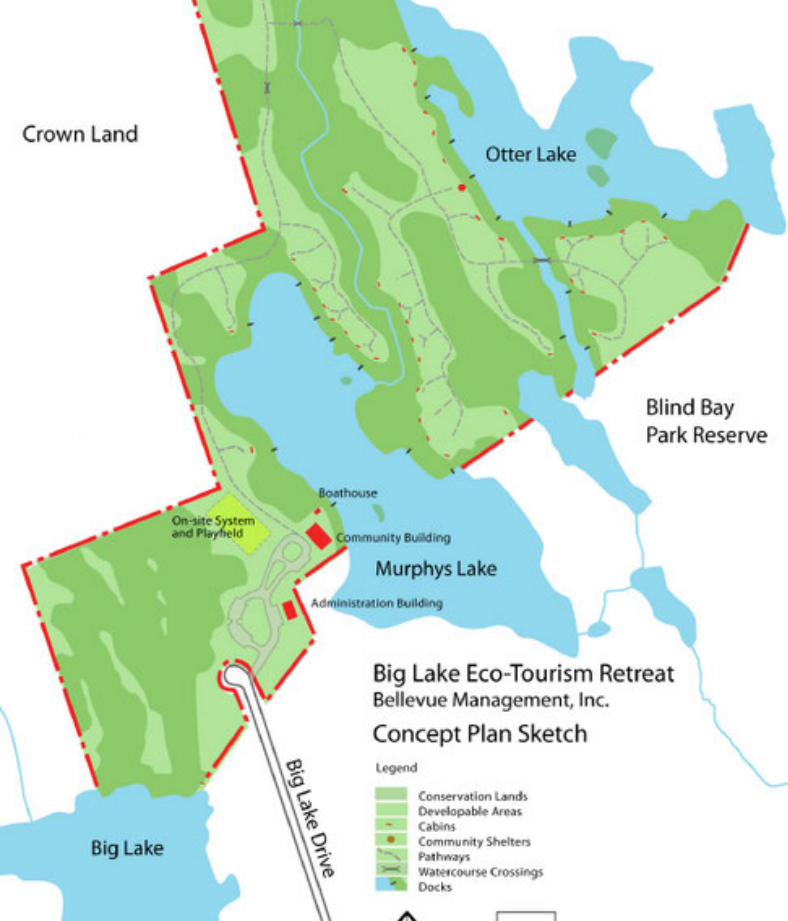 Crown Land
Otter Lake
Blind Bay
Park Reserve
Boathouse
On-site System
and Playfield
Community Building
Murphys Lake
Administration Building
Big Lake Eco-Tourism Retreat
Bellevue Management, Inc.
Concept Plan Sketch
Legend
Conservation Lands
Developable Areas
Cabins
Community Shelters
Pathways
Watercourse Crossings
Docks
Big Lake Drive
Big Lake